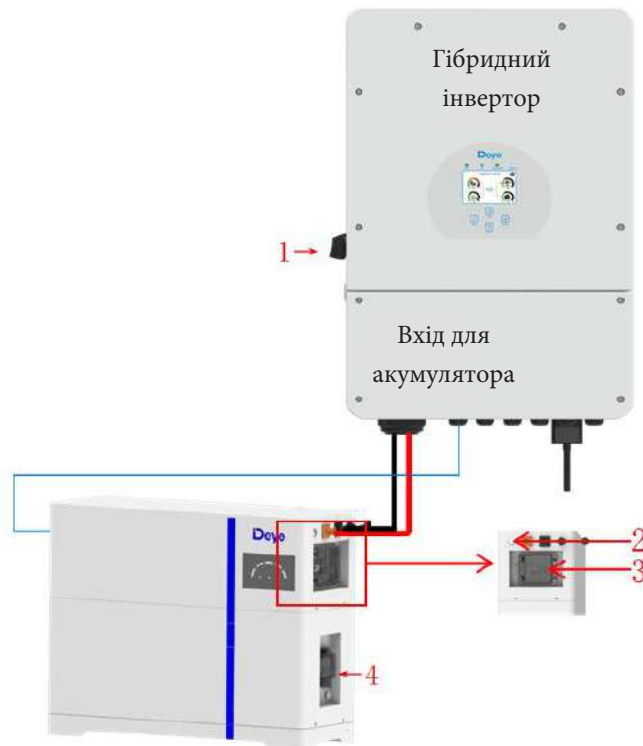 Гібридний
інвертор
Deye
1
Вхід для
акумулятора
Deye
2
3
4